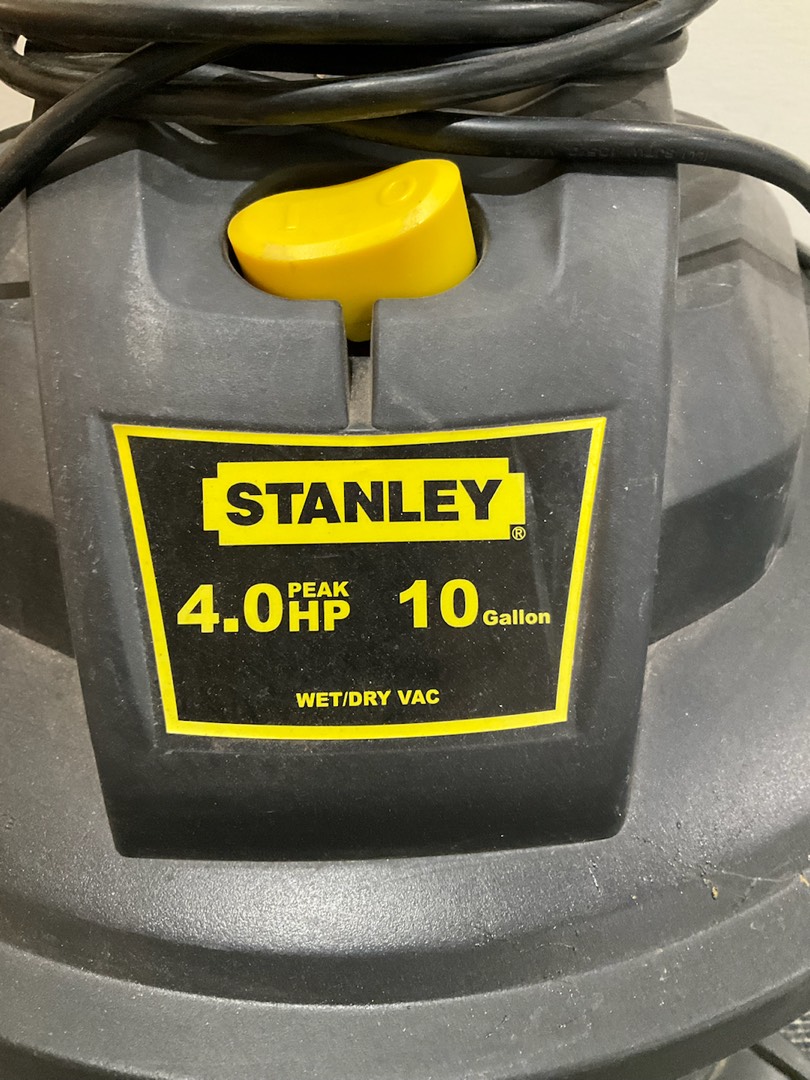 STANLEY®
4.0 PEAK HP 10 Gallon
WET/DRY VAC